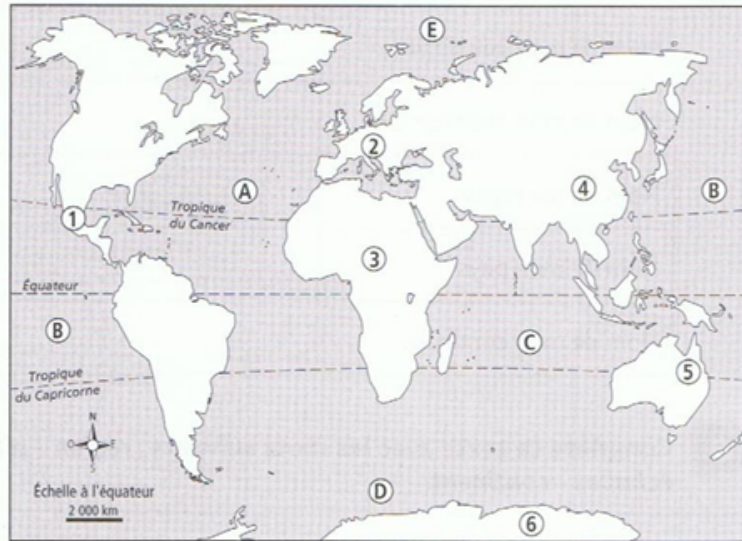 E
2
4
A
B
Tropique
du Cancer
1
3
Équateur
B
C
Tropique
du Capricorne
5
N
O
E
S
Échelle à l'équateur
2 000 km
D
6